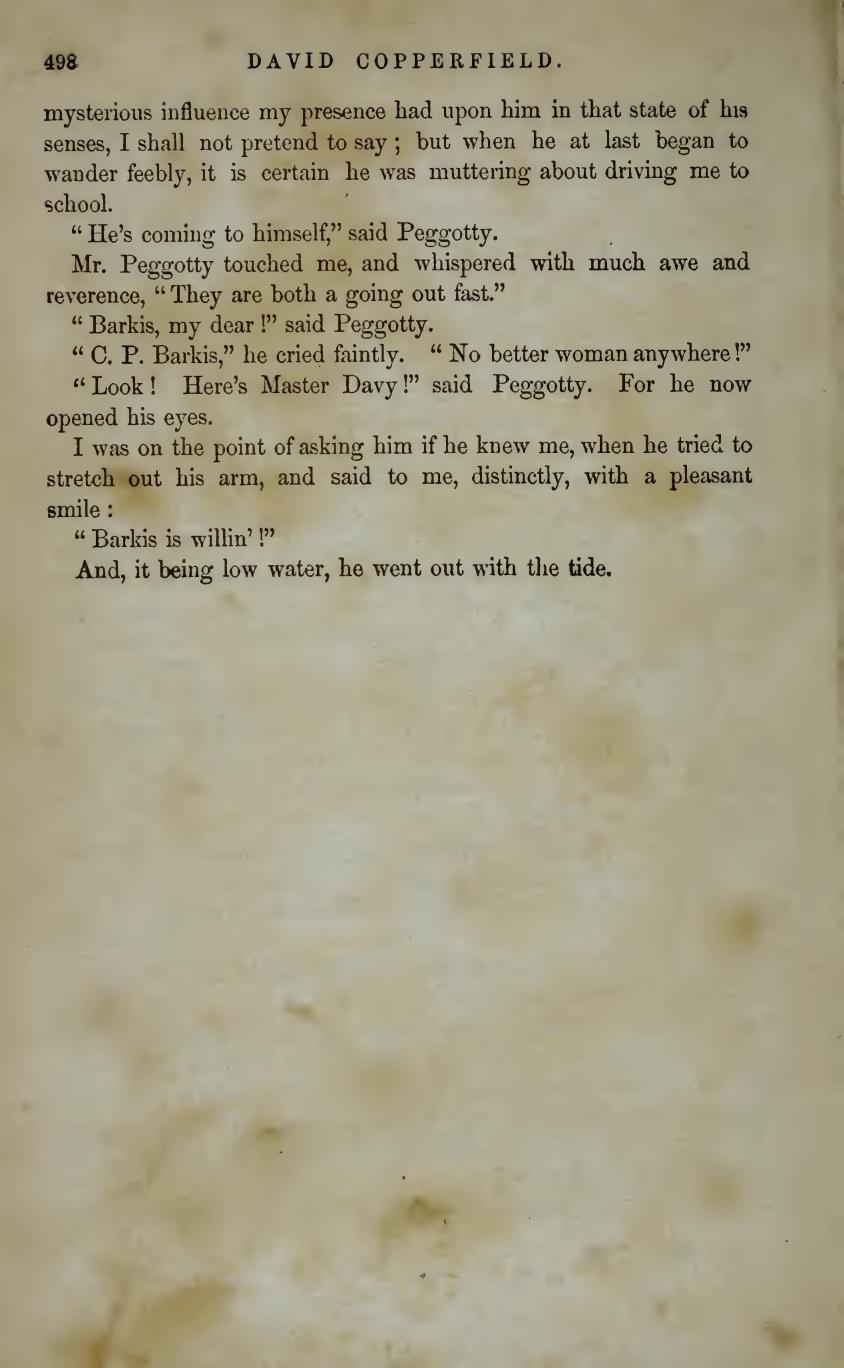 498 DAVID COPPERFIELD.
mysterious influence my presence had upon him in that state of his
senses, I shall not pretend to say ; but when he at last began to
wander feebly, it is certain he was muttering about driving me to
school.
“ He’s coming to himself,” said Peggotty.
Mr. Peggotty touched me, and whispered with much awe and
reverence, “ They are both a going out fast.”
“ Barkis, my dear !” said Peggotty.
“ C. P. Barkis,” he cried faintly. “ No better woman anywhere !”
“ Look ! Here’s Master Davy !” said Peggotty. For he now
opened his eyes.
I was on the point of asking him if he knew me, when he tried to
stretch out his arm, and said to me, distinctly, with a pleasant
smile :
“ Barkis is willin’ !”
And, it being low water, he went out with the tide.